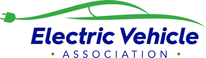 Electric Vehicle
• ASSOCIATION •